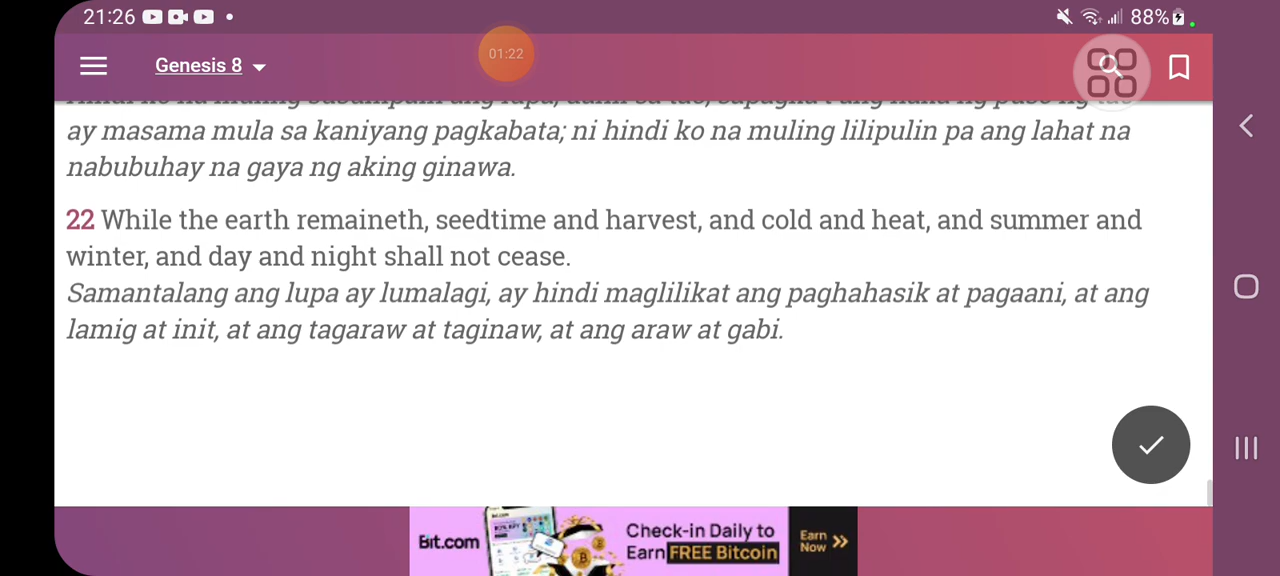 21:26
88%
01:22
Genesis 8
ay masama mula sa kaniyang pagkabata; ni hindi ko na muling lilipulin pa ang lahat na
nabubuhay na gaya ng aking ginawa.
22 While the earth remaineth, seedtime and harvest, and cold and heat, and summer and
winter, and day and night shall not cease.
Samantalang ang lupa ay lumalagi, ay hindi maglilikat ang paghahasik at pagaani, at ang
lamig at init, at ang tagaraw at taginaw, at ang araw at gabi.
Bit.com
Check-in Daily to
Earn FREE Bitcoin
Earn
Now